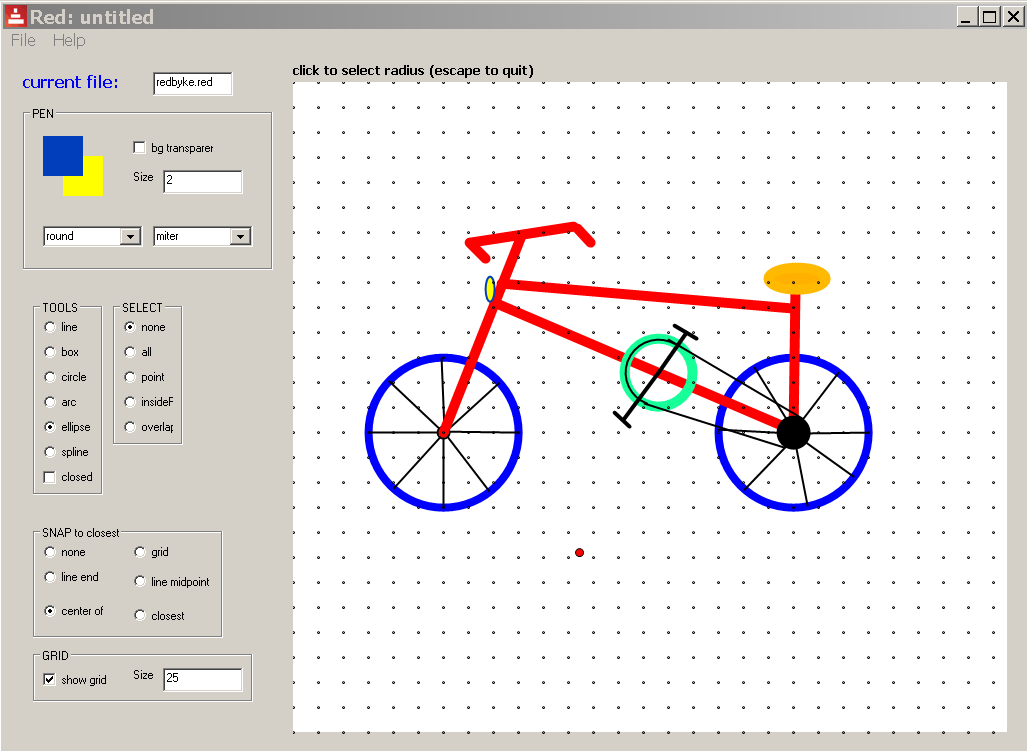 Red: untitled
File Help
click to select radius (escape to quit)
current file: redbyke.red
PEN
bg transparer
Size 2
round miter
TOOLS SELECT
line none
box all
circle point
arc insideF
ellipse overlap
spline
closed
SNAP to closest
none grid
line end line midpoint
center of closest
GRID
show grid Size 25